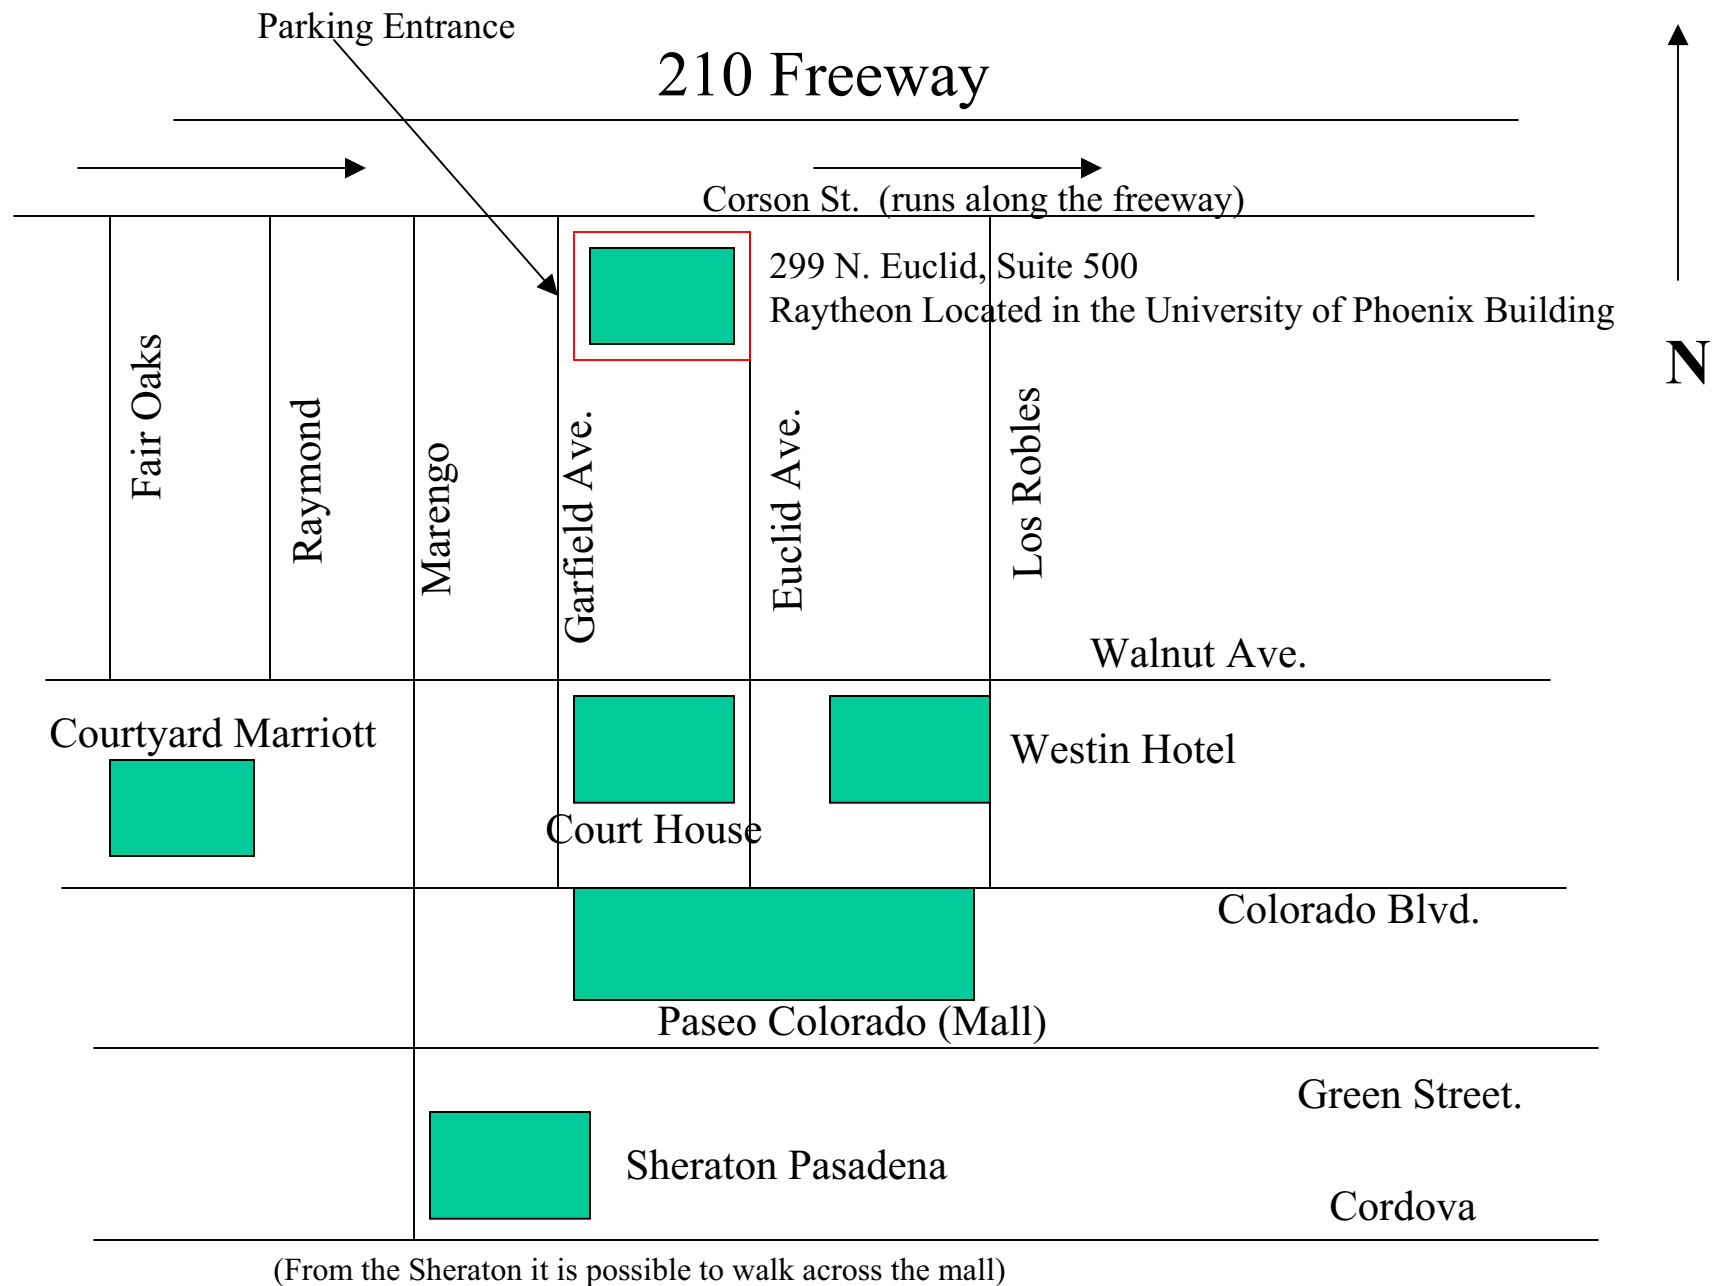 Parking Entrance
210 Freeway
Corson St.  (runs along the freeway)
299 N. Euclid, Suite 500
Raytheon Located in the University of Phoenix Building
N
Fair Oaks
Raymond
Marengo
Garfield Ave.
Euclid Ave.
Los Robles
Walnut Ave.
Courtyard Marriott
Westin Hotel
Court House
Colorado Blvd.
Paseo Colorado (Mall)
Green Street.
Sheraton Pasadena
Cordova
(From the Sheraton it is possible to walk across the mall)